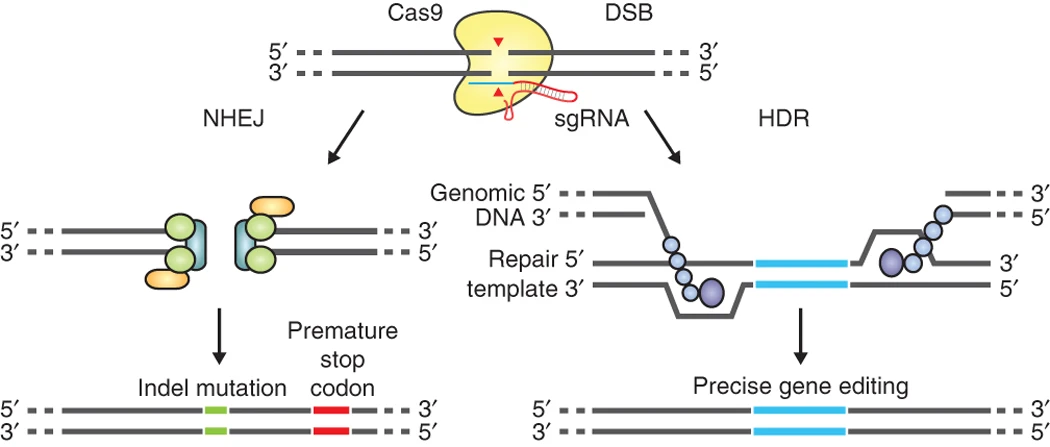 Cas9 DSB
5′ 3′
3′ 5′
NHEJ sgRNA HDR
Genomic 5′ 3′
DNA 3′ 5′
5′ 3′
3′ 5′
Repair 5′ 3′
template 3′ 5′
Premature
stop
codon
Indel mutation
Precise gene editing
5′ 3′ 5′ 3′
3′ 5′ 3′ 5′